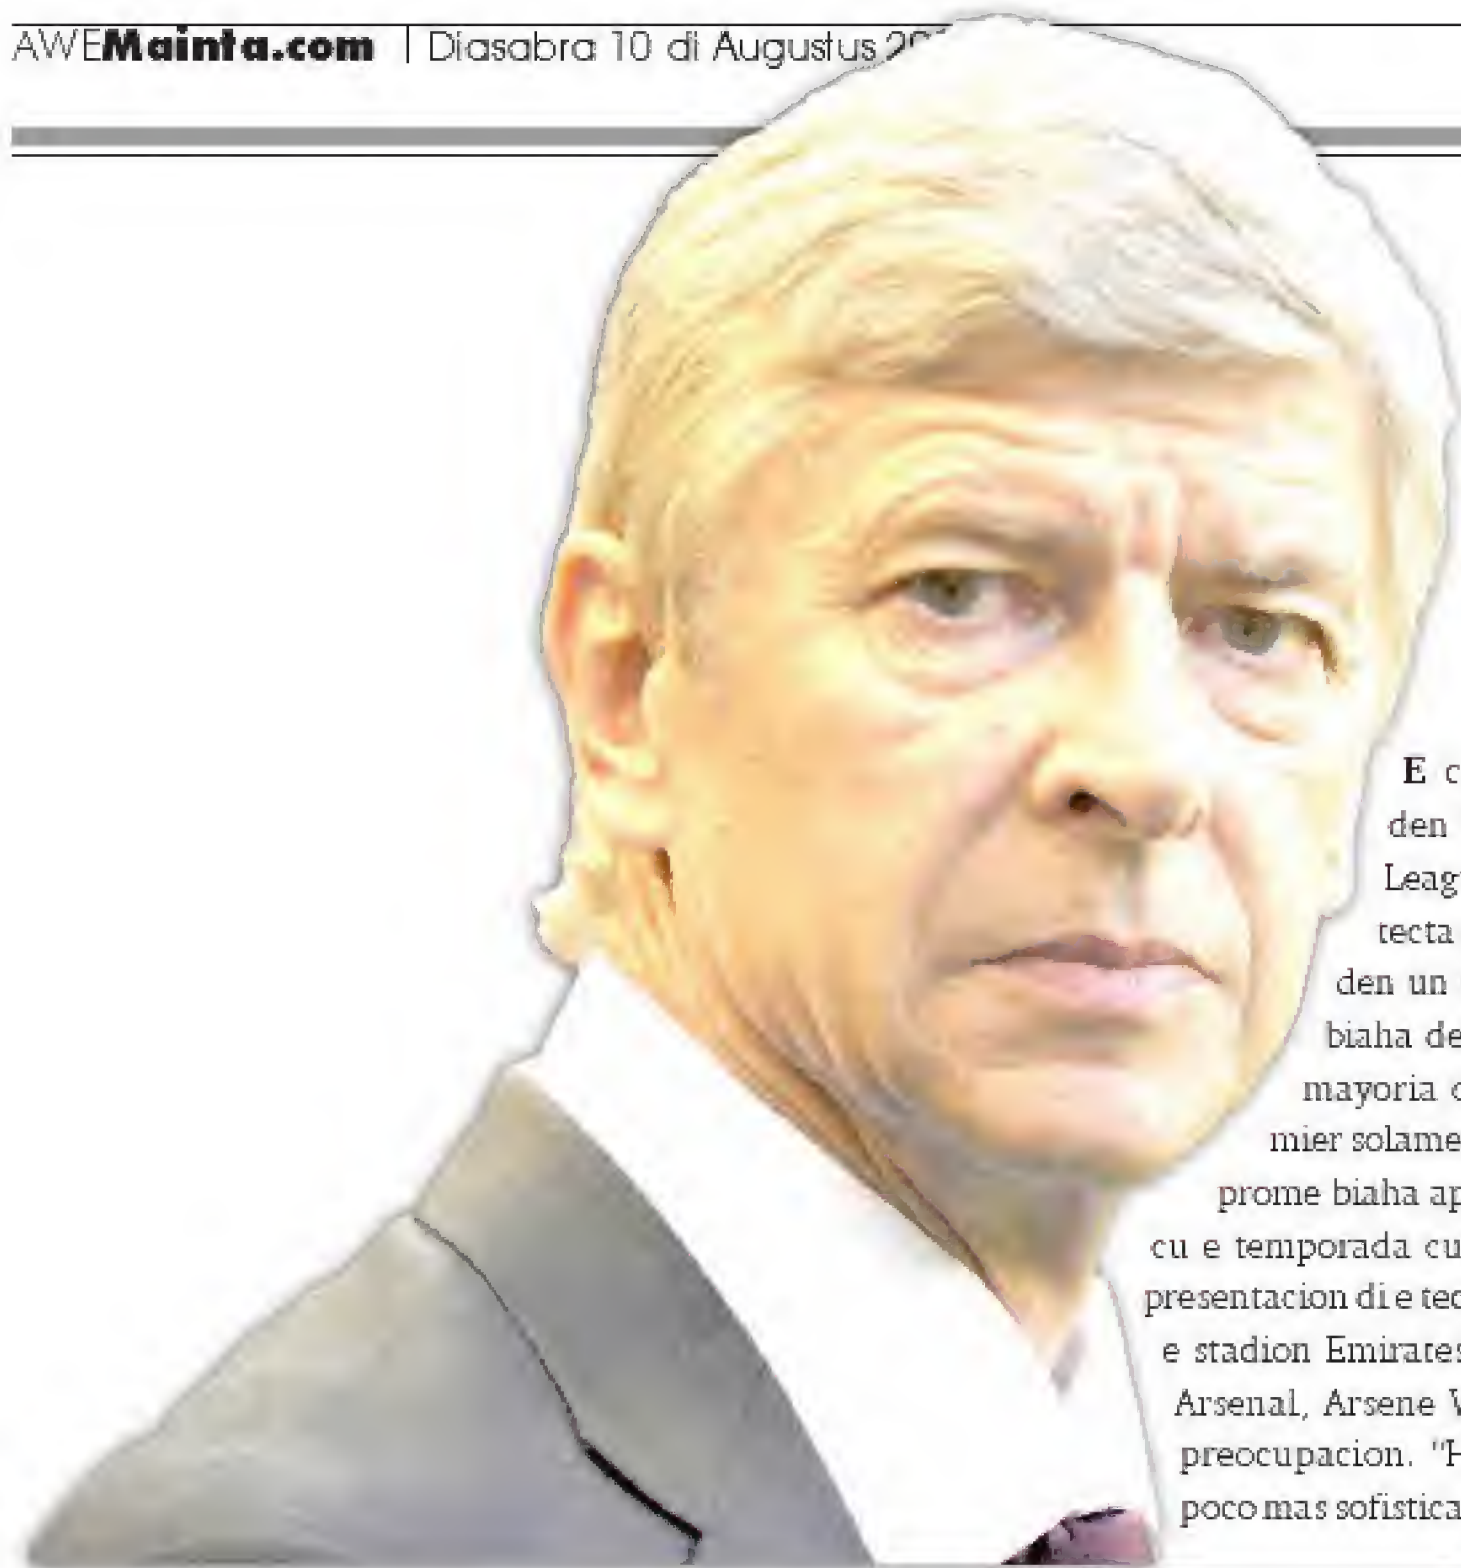 AWEMainta.com | Diasabra 10 di Augustus 20
E c
den
Leag
tecta
den un
biaha de
mayoria
mier solame
prome biaha ap
cu e temporada cu
presentacion di e tec
e stadion Emirates
Arsenal, Arsene
preocupacion. "H
poco mas sofistica